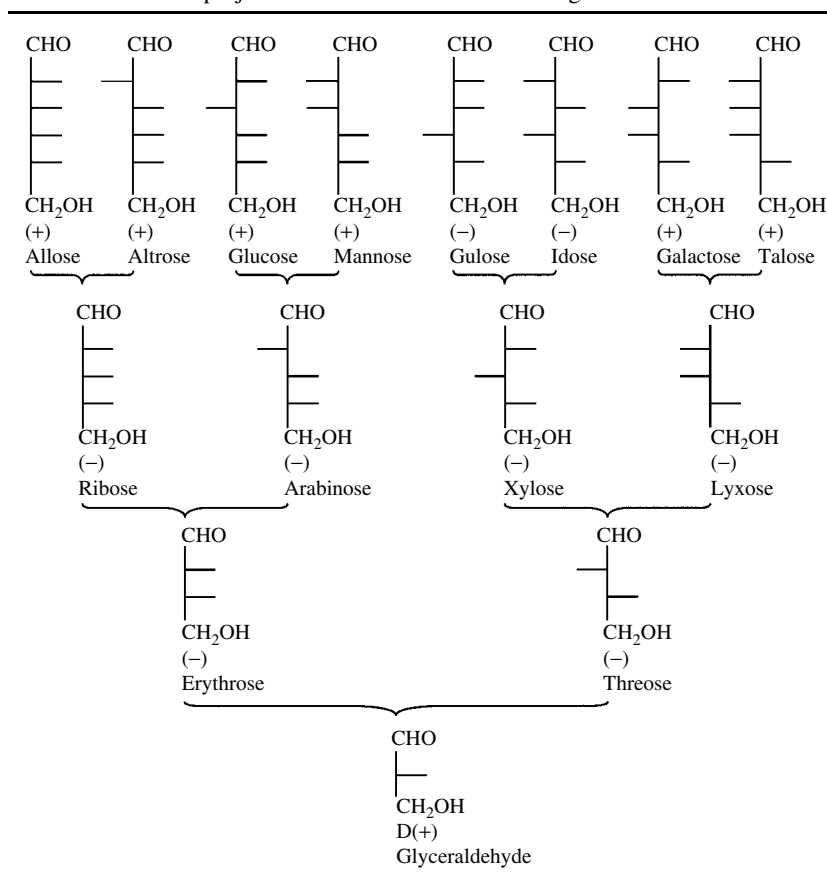 CHO CHO CHO CHO CHO CHO CHO CHO
CH₂OH CH₂OH CH₂OH CH₂OH CH₂OH CH₂OH CH₂OH CH₂OH
(+) (+) (+) (+) (−) (−) (+) (+)
Allose Altrose Glucose Mannose Gulose Idose Galactose Talose
CHO CHO CHO CHO
CH₂OH CH₂OH CH₂OH CH₂OH
(−) (−) (−) (−)
Ribose Arabinose Xylose Lyxose
CHO CHO
CH₂OH CH₂OH
(−) (−)
Erythrose Threose
CHO
CH₂OH
D(+)
Glyceraldehyde